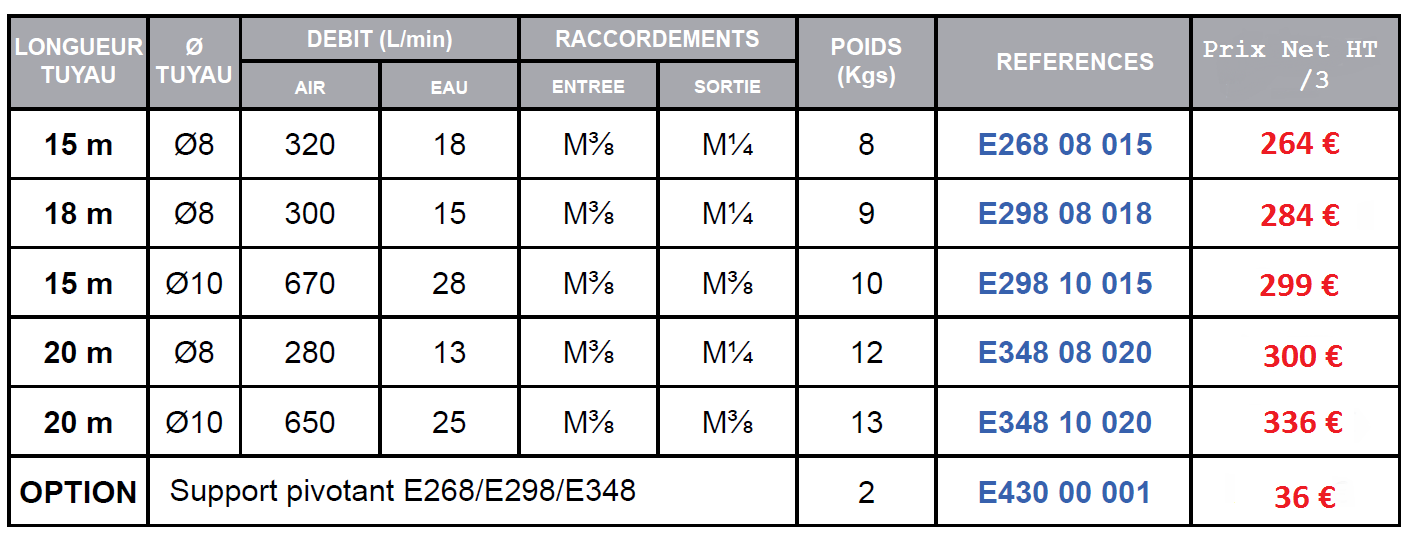 LONGUEUR TUYAU Ø TUYAU DEBIT (L/min) RACCORDEMENTS POIDS (Kgs) REFERENCES Prix Net HT /3
AIR EAU ENTREE SORTIE
15 m Ø8 320 18 M⅜ M¼ 8 E268 08 015 264 €
18 m Ø8 300 15 M⅜ M¼ 9 E298 08 018 284 €
15 m Ø10 670 28 M⅜ M⅜ 10 E298 10 015 299 €
20 m Ø8 280 13 M⅜ M¼ 12 E348 08 020 300 €
20 m Ø10 650 25 M⅜ M⅜ 13 E348 10 020 336 €
OPTION Support pivotant E268/E298/E348 2 E430 00 001 36 €